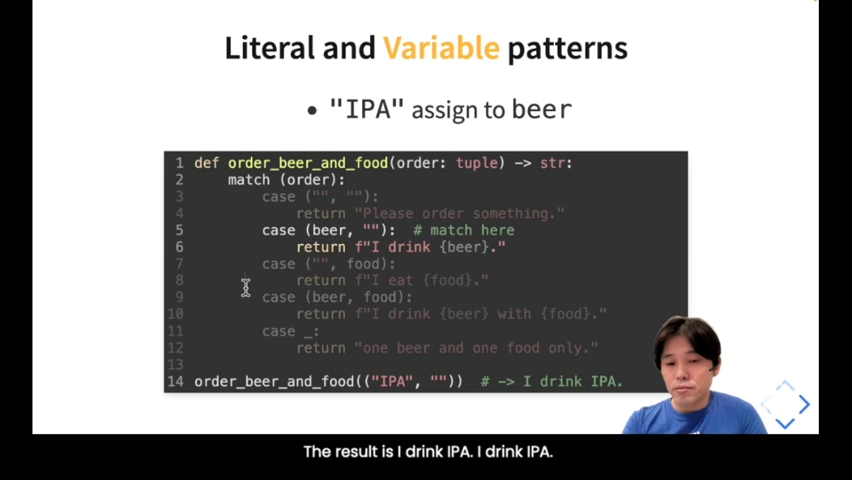 Literal and Variable patterns
• "IPA" assign to beer
1 def order_beer_and_food(order: tuple) -> str:
2 match (order):
3 case ("", ""):
4 return "Please order something."
5 case (beer, ""): # match here
6 return f"I drink {beer}."
7 case ("", food):
8 return f"I eat {food}."
9 case (beer, food):
10 return f"I drink {beer} with {food}."
11 case _:
12 return "one beer and one food only."
13
14 order_beer_and_food(("IPA", "")) # -> I drink IPA.
The result is I drink IPA. I drink IPA.